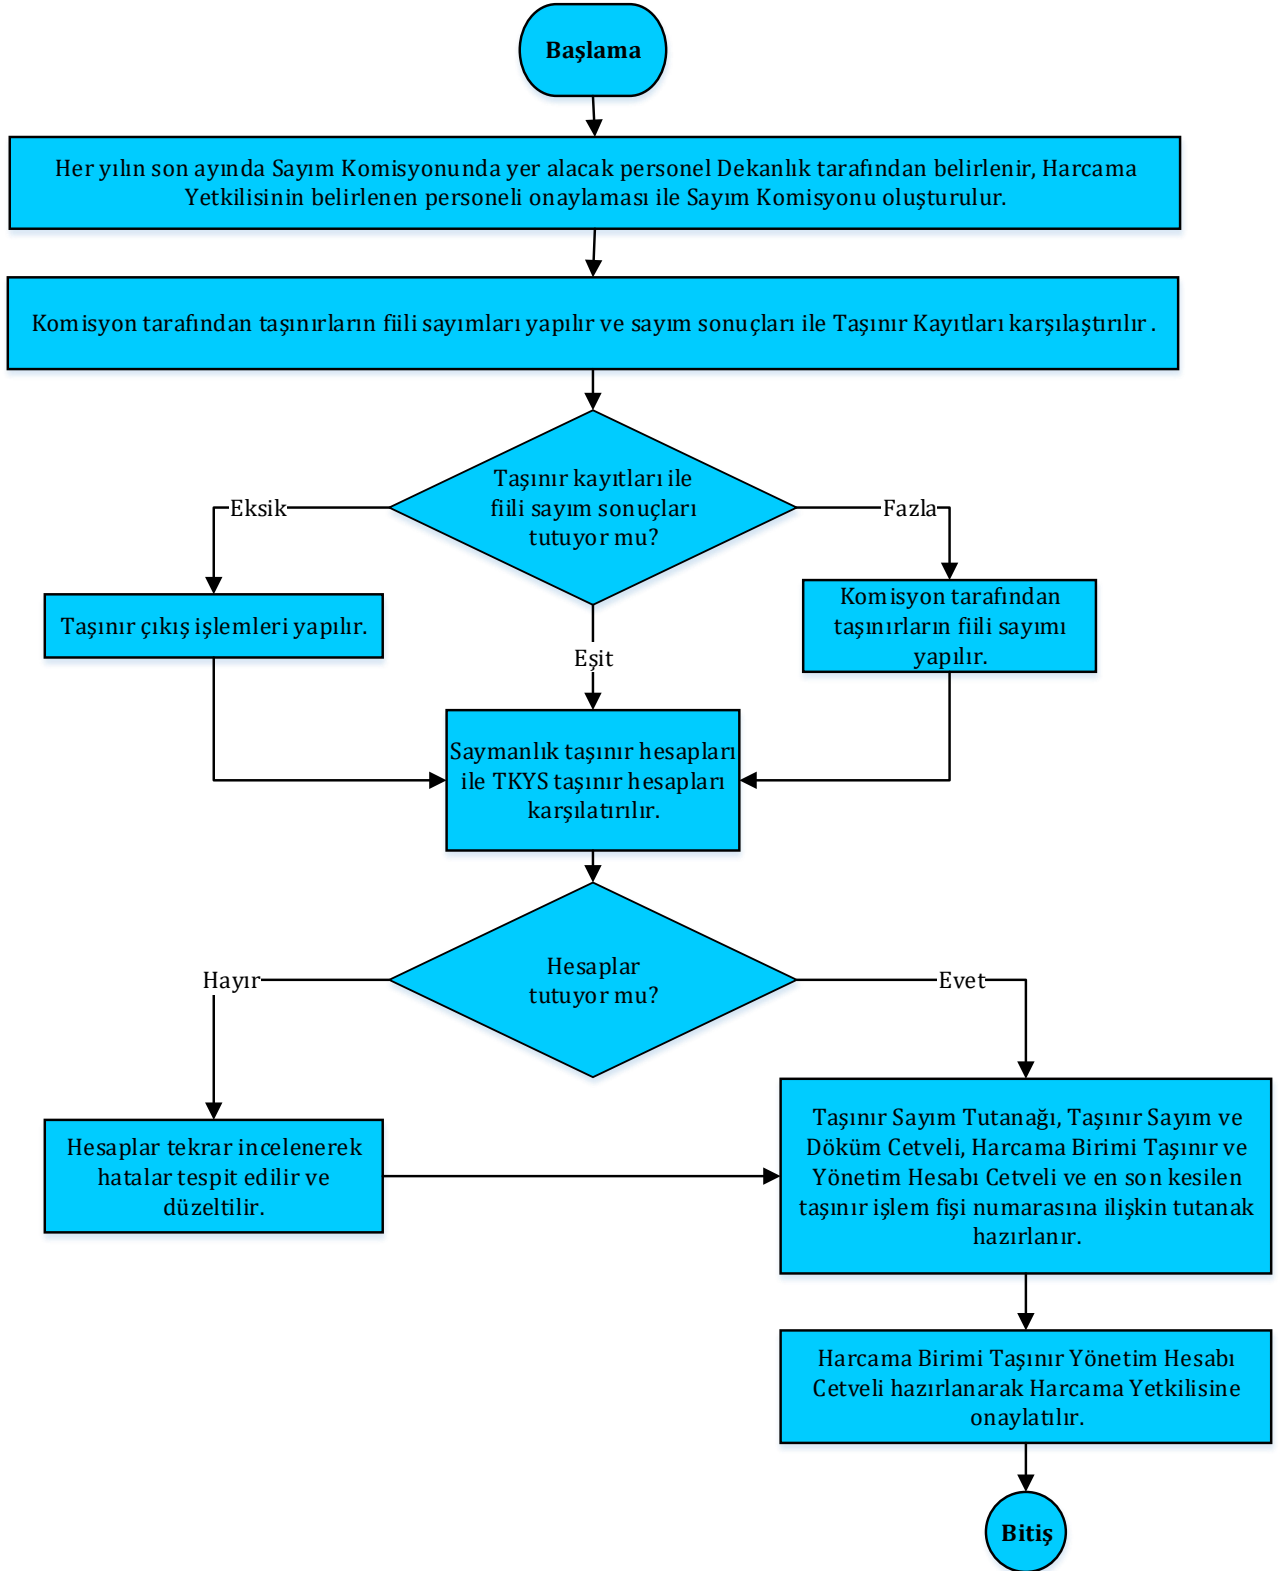 Başlama
Her yılın son ayında Sayım Komisyonunda yer alacak personel Dekanlık tarafından belirlenir, Harcama
Yetkilisinin belirlenen personeli onaylaması ile Sayım Komisyonu oluşturulur.
Komisyon tarafından taşınırların fiili sayımları yapılır ve sayım sonuçları ile Taşınır Kayıtları karşılaştırılır .
Taşınır kayıtları ile
fiili sayım sonuçları
tutuyor mu?
Eksik
Fazla
Taşınır çıkış işlemleri yapılır.
Eşit
Komisyon tarafından
taşınırların fiili sayımı
yapılır.
Saymanlık taşınır hesapları
ile TKYS taşınır hesapları
karşılatırılır.
Hesaplar
tutuyor mu?
Hayır
Evet
Hesaplar tekrar incelenerek
hatalar tespit edilir ve
düzeltilir.
Taşınır Sayım Tutanağı, Taşınır Sayım ve
Döküm Cetveli, Harcama Birimi Taşınır ve
Yönetim Hesabı Cetveli ve en son kesilen
taşınır işlem fişi numarasına ilişkin tutanak
hazırlanır.
Harcama Birimi Taşınır Yönetim Hesabı
Cetveli hazırlanarak Harcama Yetkilisine
onaylatılır.
Bitiş